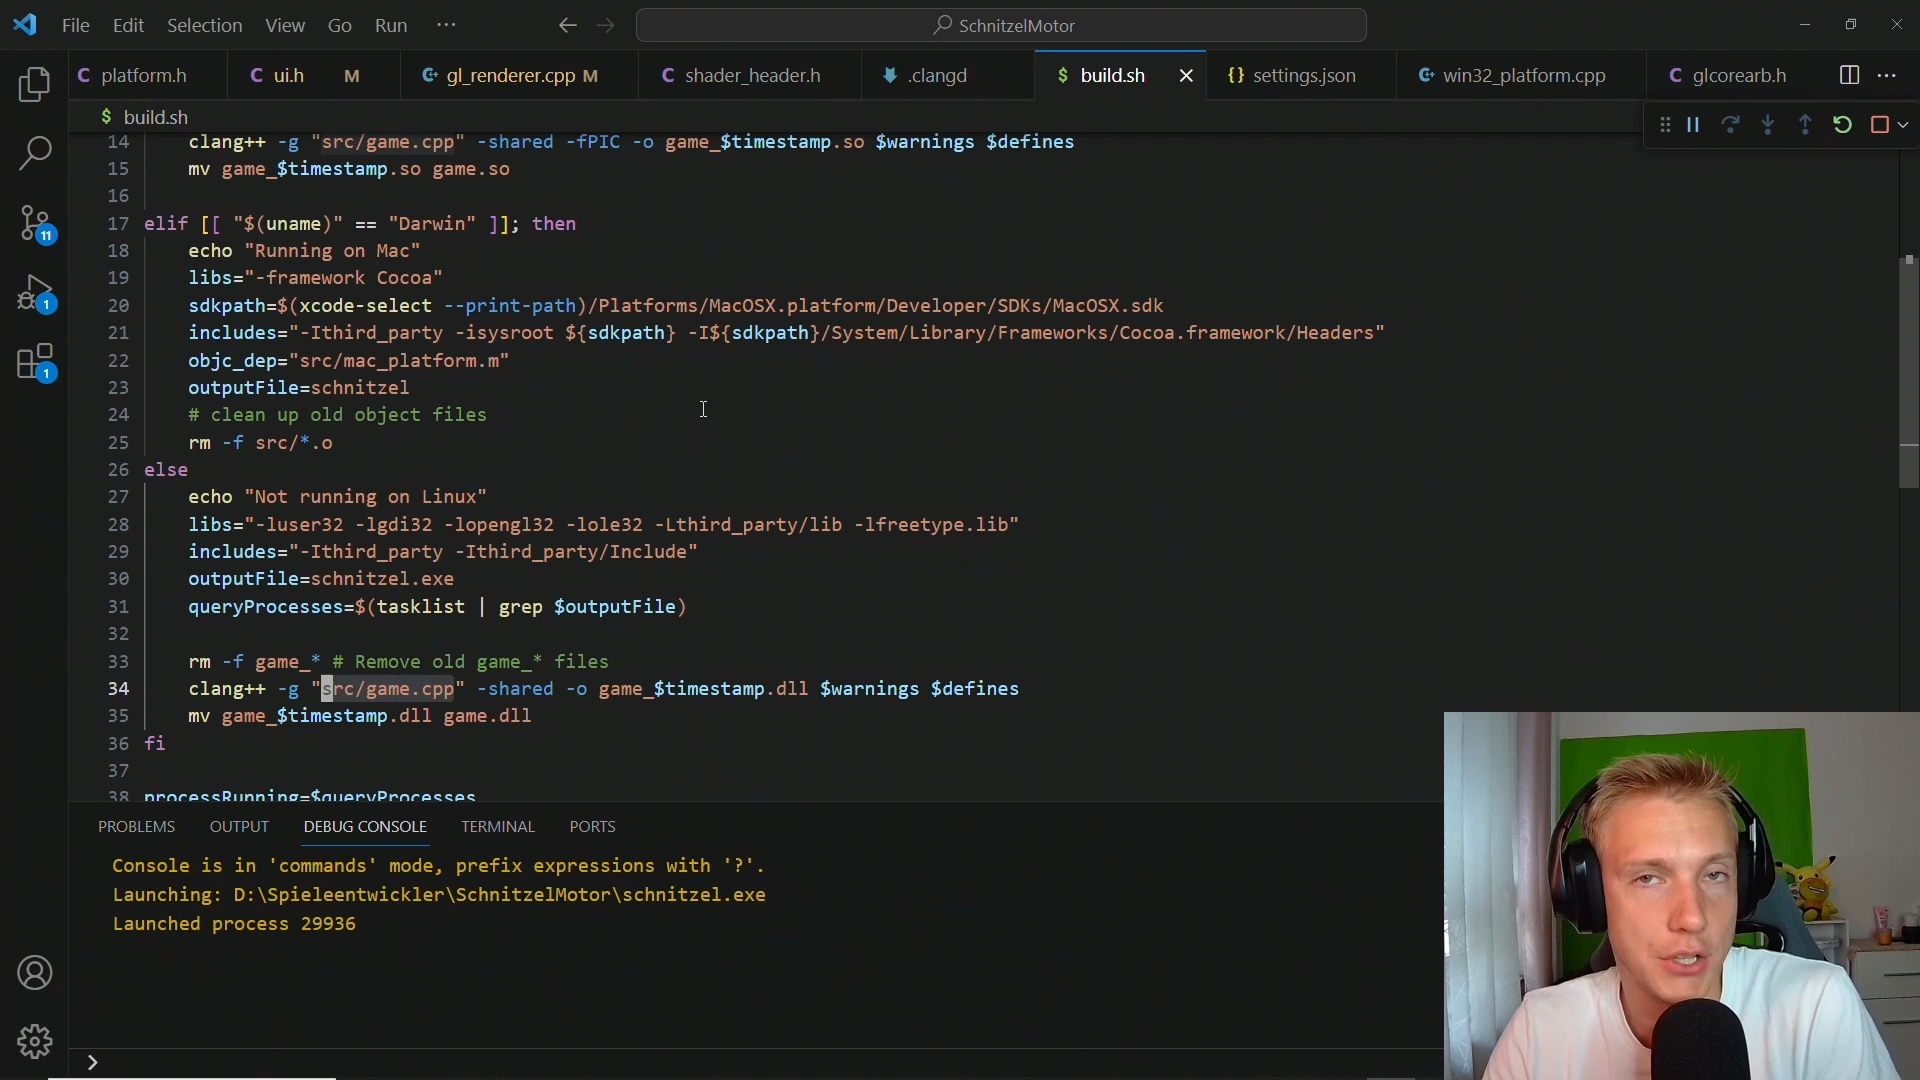 File Edit Selection View Go Run ...
SchnitzelMotor
platform.h ui.h M gl_renderer.cpp M shader_header.h .clangd $ build.sh {} settings.json win32_platform.cpp C glcorearb.h
$ build.sh
14 clang++ -g "src/game.cpp" -shared -fPIC -o game_$timestamp.so $warnings $defines
15 mv game_$timestamp.so game.so
16
17 elif [[ "$(uname)" == "Darwin" ]]; then
18 echo "Running on Mac"
19 libs="-framework Cocoa"
20 sdkpath=$(xcode-select --print-path)/Platforms/MacOSX.platform/Developer/SDKs/MacOSX.sdk
21 includes="-Ithird_party -isysroot ${sdkpath} -I${sdkpath}/System/Library/Frameworks/Cocoa.framework/Headers"
22 objc_dep="src/mac_platform.m"
23 outputFile=schnitzel
24 # clean up old object files
25 rm -f src/*.o
26 else
27 echo "Not running on Linux"
28 libs="-luser32 -lgdi32 -lopengl32 -lole32 -Lthird_party/lib -lfreetype.lib"
29 includes="-Ithird_party -Ithird_party/Include"
30 outputFile=schnitzel.exe
31 queryProcesses=$(tasklist | grep $outputFile)
32
33 rm -f game_* # Remove old game_* files
34 clang++ -g "src/game.cpp" -shared -o game_$timestamp.dll $warnings $defines
35 mv game_$timestamp.dll game.dll
36 fi
37
38 processRunning=$queryProcesses
11
1
1
PROBLEMS OUTPUT DEBUG CONSOLE TERMINAL PORTS
Console is in 'commands' mode, prefix expressions with '?'.
Launching: D:\Spieleentwickler\SchnitzelMotor\schnitzel.exe
Launched process 29936